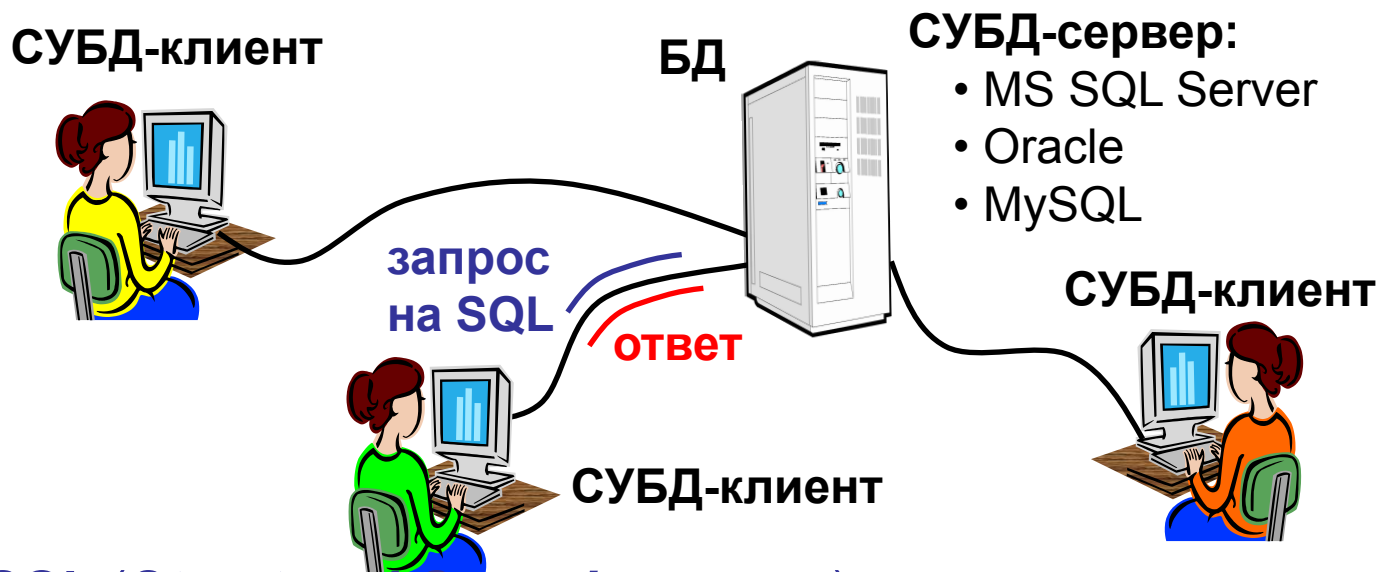 СУБД-клиент
БД
СУБД-сервер:
• MS SQL Server
• Oracle
• MySQL
запрос
на SQL
ответ
СУБД-клиент
СУБД-клиент